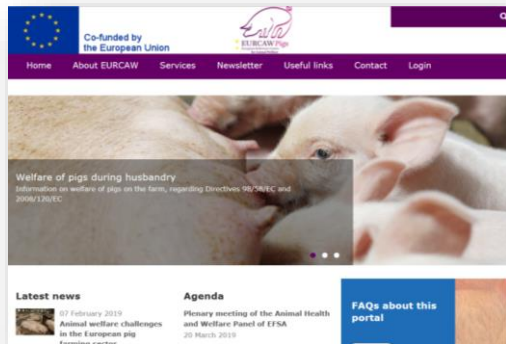 Co-funded by
the European Union
EURCAW Pigs
Home About EURCAW Services Newsletter Useful links Contact Login
Welfare of pigs during husbandry
Information on welfare of pigs on the farm, regarding Directives 98/58/EC and
2008/120/EC
Latest news
07 February 2019
Animal welfare challenges
in the European pig
farming sector
Agenda
Plenary meeting of the Animal Health
and Welfare Panel of EFSA
20 March 2019
FAQs about this
portal